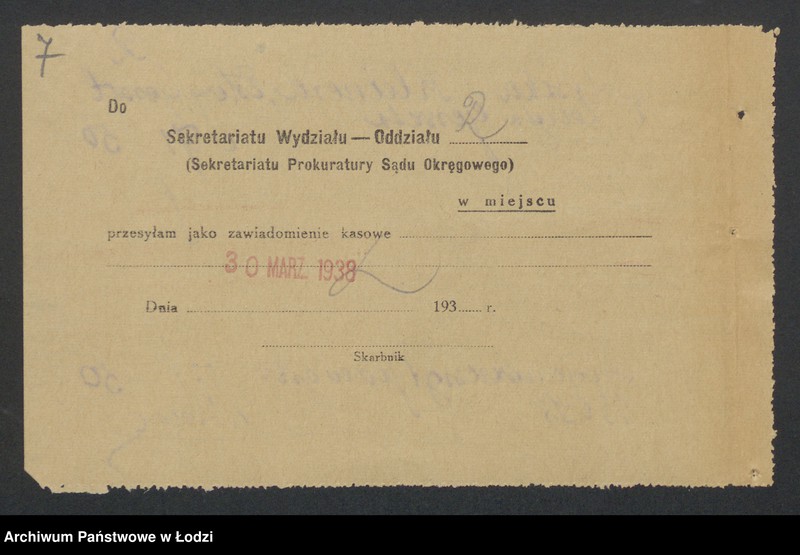 7
Do
Sekretariatu Wydziału — Oddziału 2
(Sekretariatu Prokuratury Sądu Okręgowego)
w miejscu
przesyłam jako zawiadomienie kasowe
30 MARZ. 1938
Dnia 193 r.
Skarbnik
Archiwum Państwowe w Łodzi